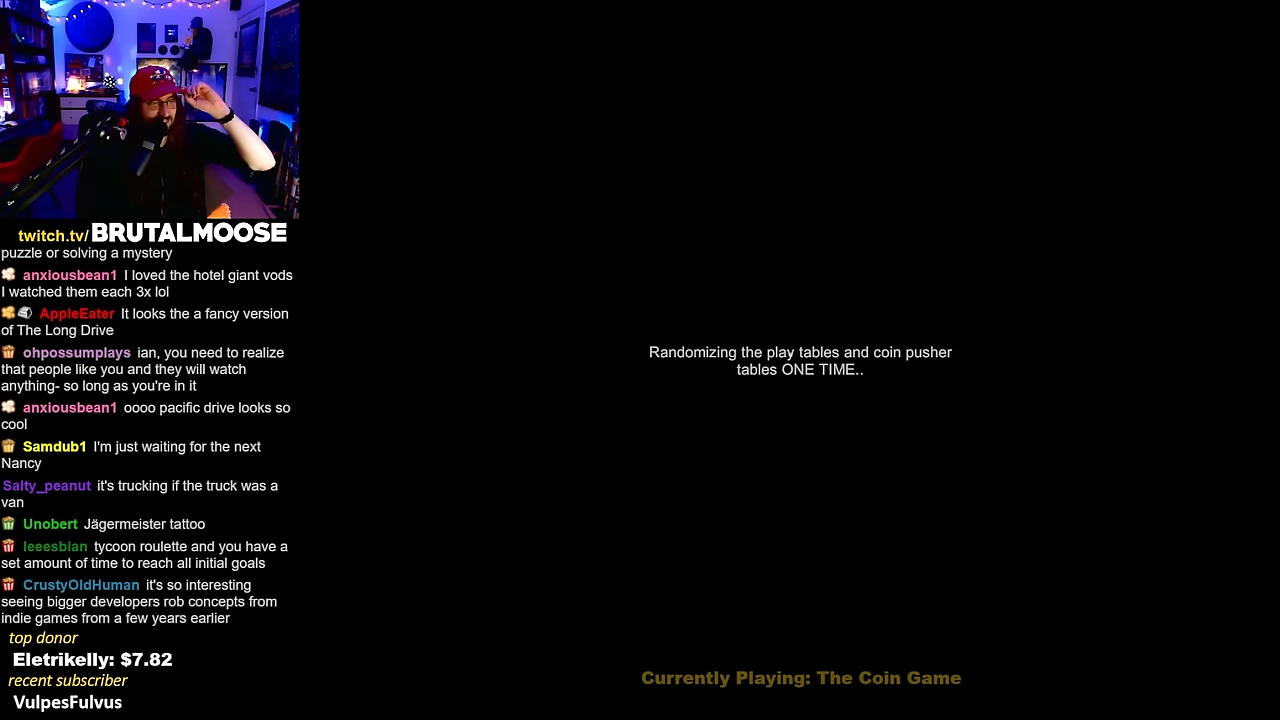 twitch.tv/BRUTALMOOSE
puzzle or solving a mystery
anxiousbean1 I loved the hotel giant vods
I watched them each 3x lol
AppleEater It looks the a fancy version
of The Long Drive
ohpossumplays ian, you need to realize
that people like you and they will watch
anything- so long as you're in it
anxiousbean1 oooo pacific drive looks so
cool
Samdub1 I'm just waiting for the next
Nancy
Salty_peanut it's trucking if the truck was a
van
Unobert Jägermeister tattoo
leeesbian tycoon roulette and you have a
set amount of time to reach all initial goals
CrustyOldHuman it's so interesting
seeing bigger developers rob concepts from
indie games from a few years earlier
top donor
Eletrikelly: $7.82
recent subscriber
VulpesFulvus
Randomizing the play tables and coin pusher
tables ONE TIME..
Currently Playing: The Coin Game